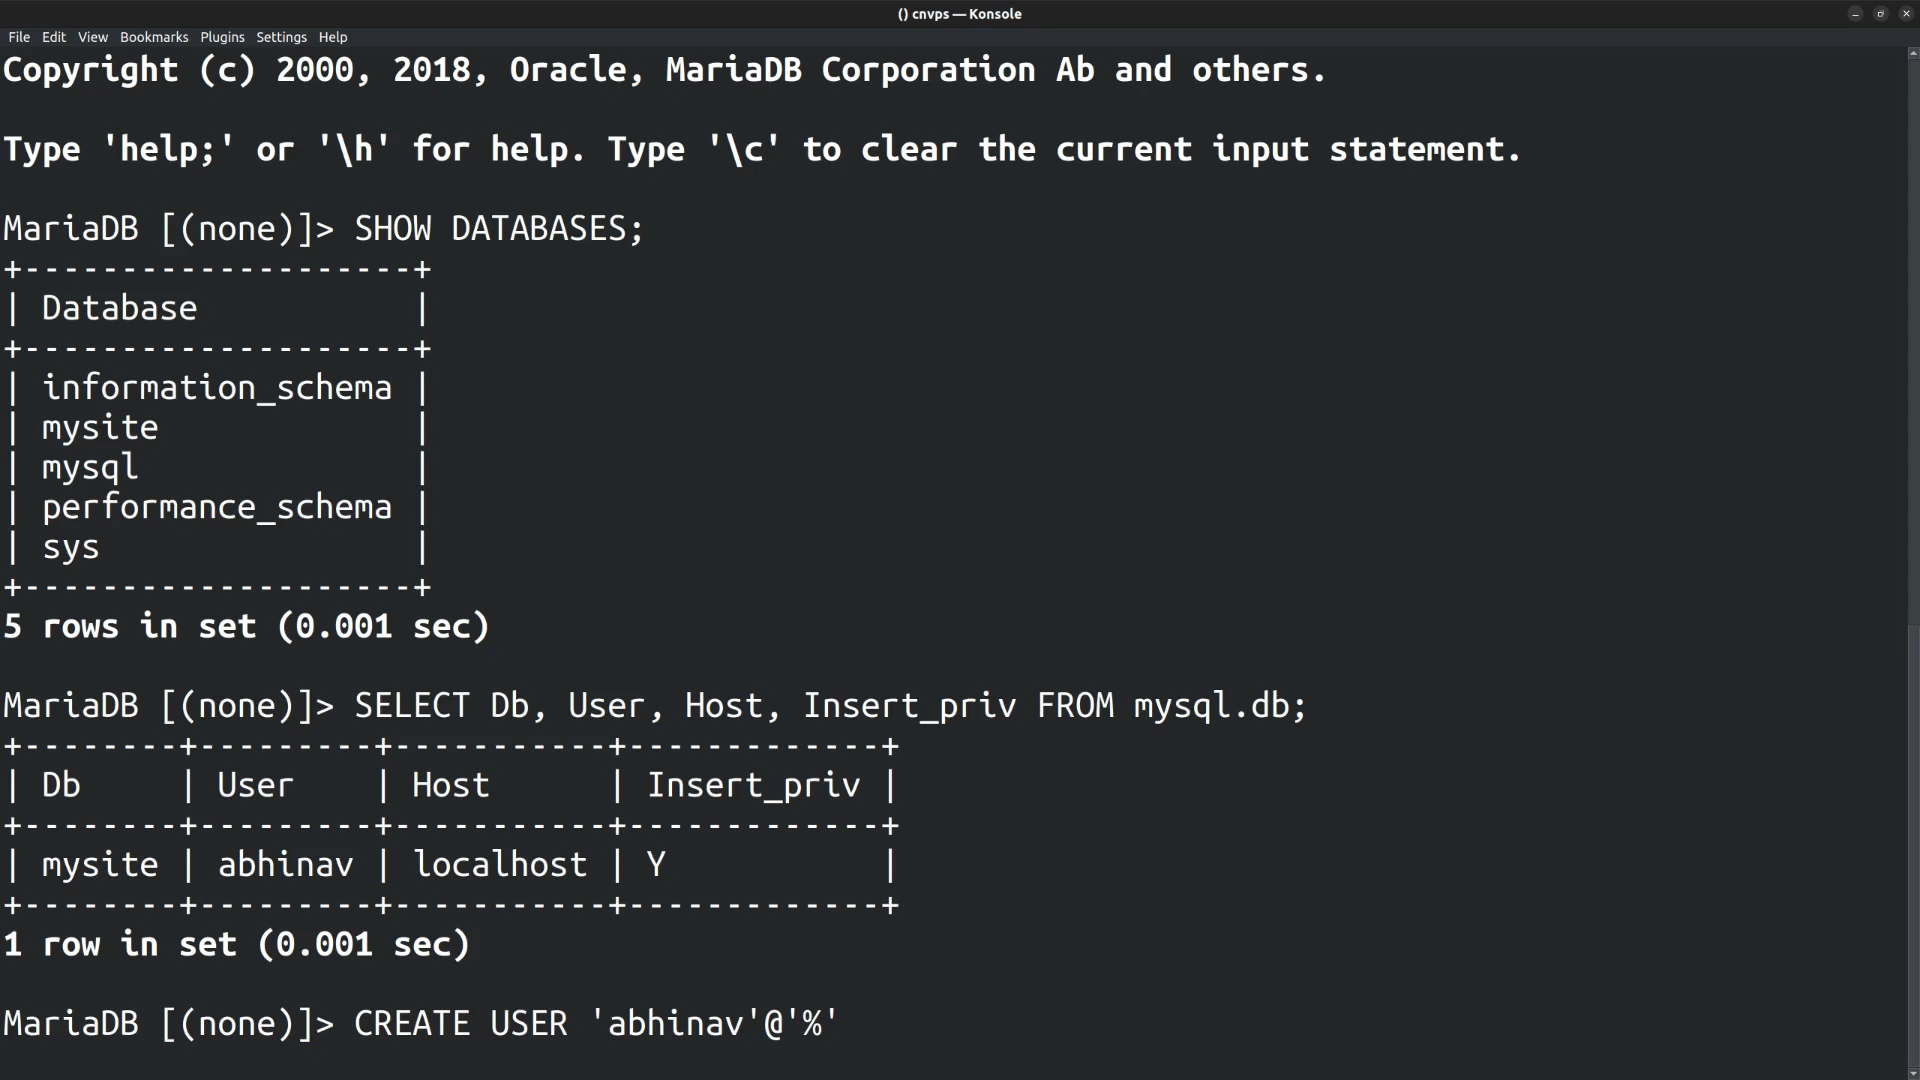 () cnvps — Konsole
File Edit View Bookmarks Plugins Settings Help
Copyright (c) 2000, 2018, Oracle, MariaDB Corporation Ab and others.

Type 'help;' or '\h' for help. Type '\c' to clear the current input statement.

MariaDB [(none)]> SHOW DATABASES;
+--------------------+
| Database           |
+--------------------+
| information_schema |
| mysite             |
| mysql              |
| performance_schema |
| sys                |
+--------------------+
5 rows in set (0.001 sec)

MariaDB [(none)]> SELECT Db, User, Host, Insert_priv FROM mysql.db;
+--------+---------+-----------+-------------+
| Db     | User    | Host      | Insert_priv |
+--------+---------+-----------+-------------+
| mysite | abhinav | localhost | Y           |
+--------+---------+-----------+-------------+
1 row in set (0.001 sec)

MariaDB [(none)]> CREATE USER 'abhinav'@'%'